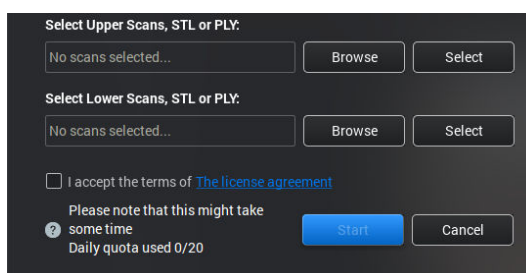 Select Upper Scans, STL or PLY:
No scans selected...
Browse
Select
Select Lower Scans, STL or PLY:
No scans selected...
Browse
Select
I accept the terms of The license agreement
Please note that this might take
some time
Daily quota used 0/20
?
Start
Cancel